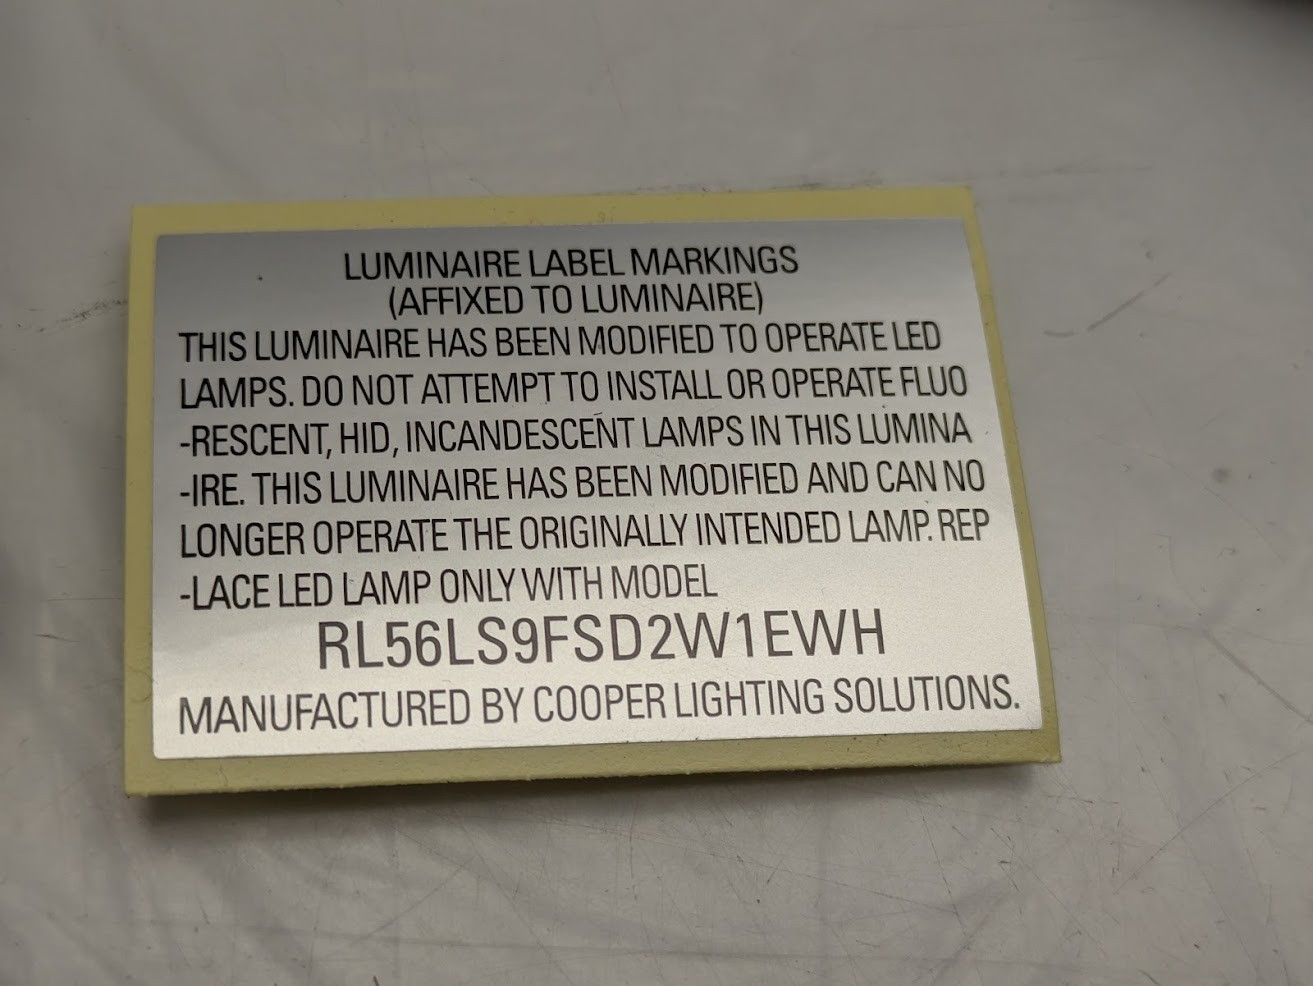 LUMINAIRE LABEL MARKINGS
(AFFIXED TO LUMINAIRE)
THIS LUMINAIRE HAS BEEN MODIFIED TO OPERATE LED
LAMPS. DO NOT ATTEMPT TO INSTALL OR OPERATE FLUO
-RESCENT, HID, INCANDESCENT LAMPS IN THIS LUMINA
-IRE. THIS LUMINAIRE HAS BEEN MODIFIED AND CAN NO
LONGER OPERATE THE ORIGINALLY INTENDED LAMP. REP
-LACE LED LAMP ONLY WITH MODEL
RL56LS9FSD2W1EWH
MANUFACTURED BY COOPER LIGHTING SOLUTIONS.